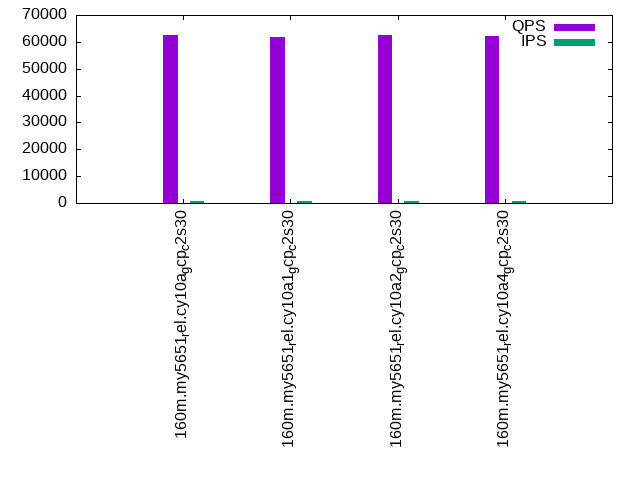 70000
60000
50000
40000
30000
20000
10000
0
QPS
IPS
160m.my5651rel.cy10agcpc2s30
160m.my5651rel.cy10a1gcpc2s30
160m.my5651rel.cy10a2gcpc2s30
160m.my5651rel.cy10a4gcpc2s30